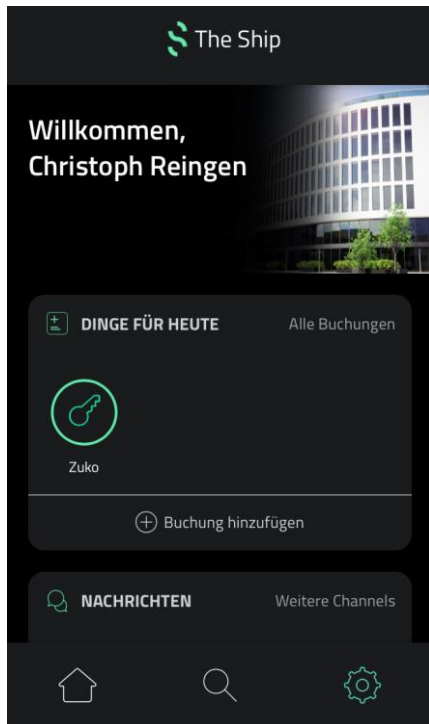 The Ship
Willkommen,
Christoph Reingen
DINGE FÜR HEUTE
Alle Buchungen
Zuko
Buchung hinzufügen
NACHRICHTEN
Weitere Channels